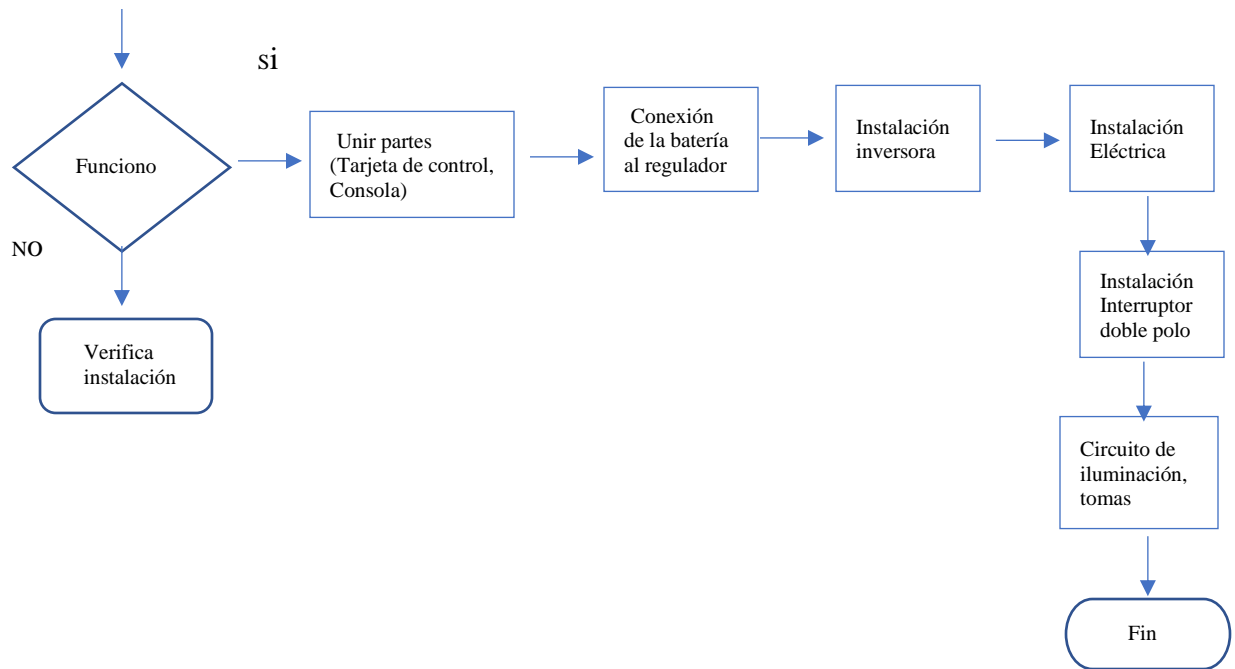 si
Funciono
NO
Verifica
instalación
Unir partes
(Tarjeta de control,
Consola)
Conexión
de la batería
al regulador
Instalación
inversora
Instalación
Eléctrica
Instalación
Interruptor
doble polo
Circuito de
iluminación,
tomas
Fin